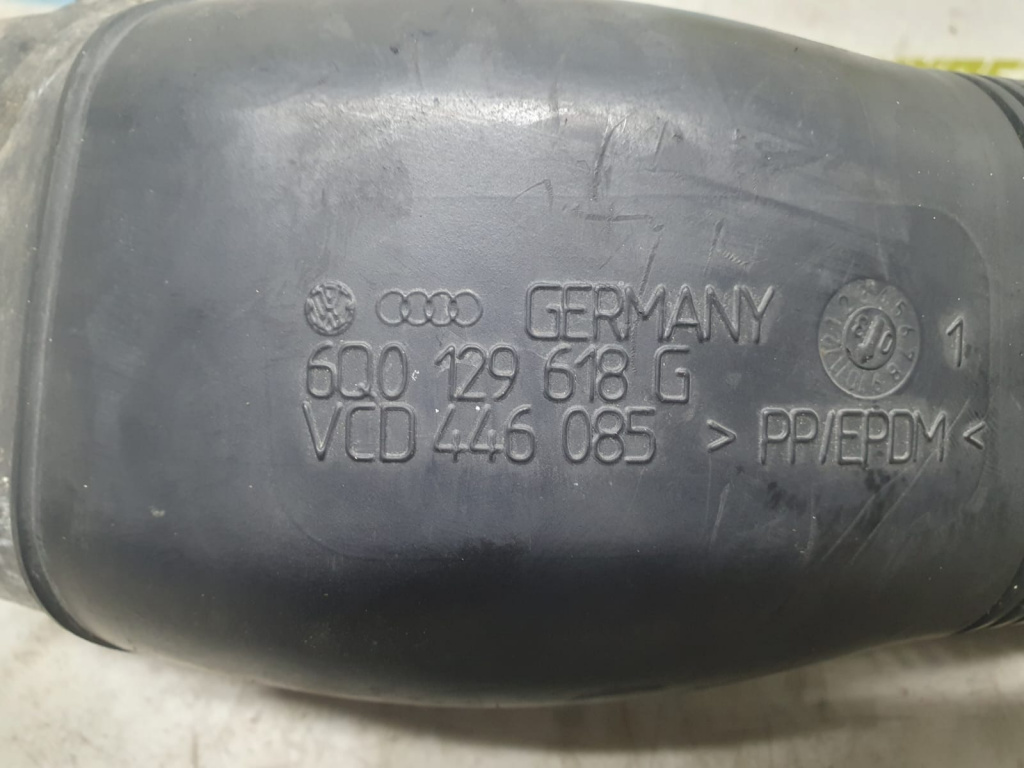 GERMANY
6Q0 129 618 G
VCD 446 085 > PP/EPDM <
1